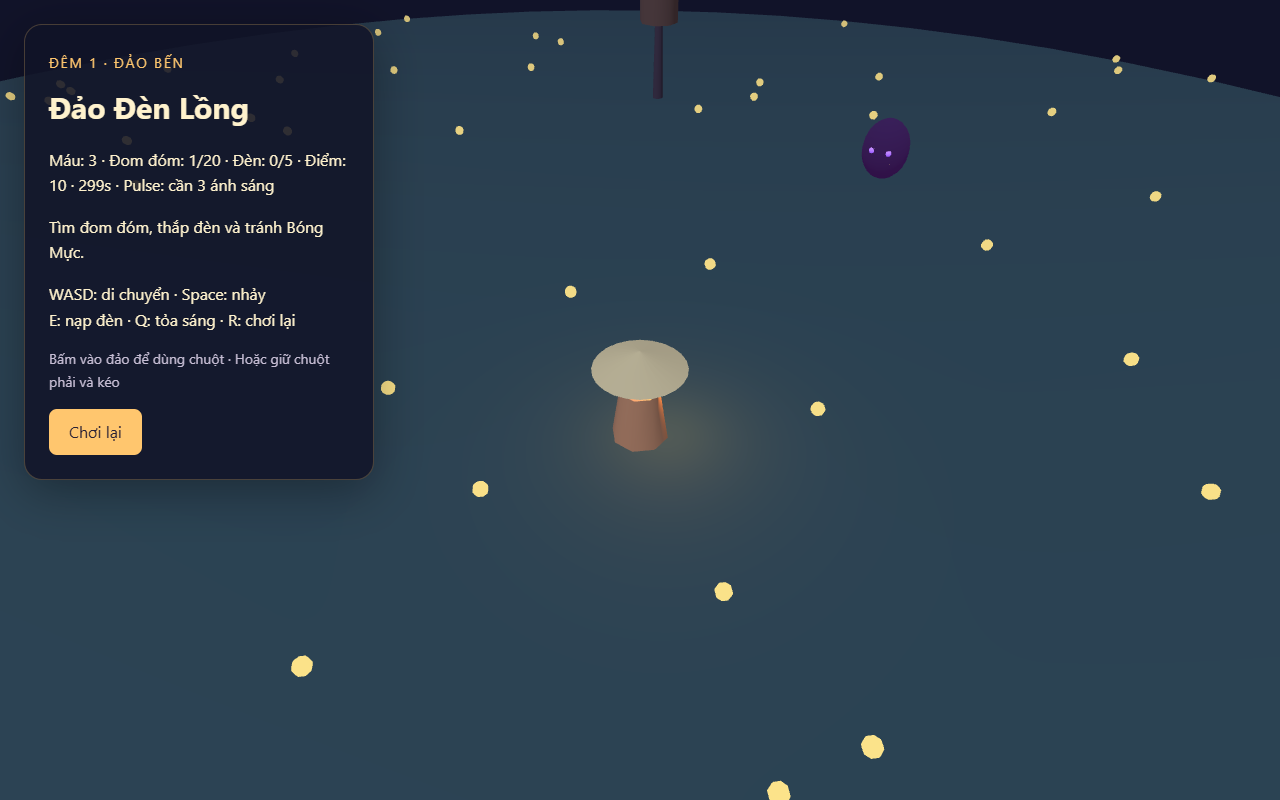 ĐÊM 1 · ĐẢO BẾN
Đảo Đèn Lồng
Máu: 3 · Đom đóm: 1/20 · Đèn: 0/5 · Điểm:
10 · 299s · Pulse: cần 3 ánh sáng
Tìm đom đóm, thắp đèn và tránh Bóng
Mực.
WASD: di chuyển · Space: nhảy
E: nạp đèn · Q: tỏa sáng · R: chơi lại
Bấm vào đảo để dùng chuột · Hoặc giữ chuột
phải và kéo
Chơi lại